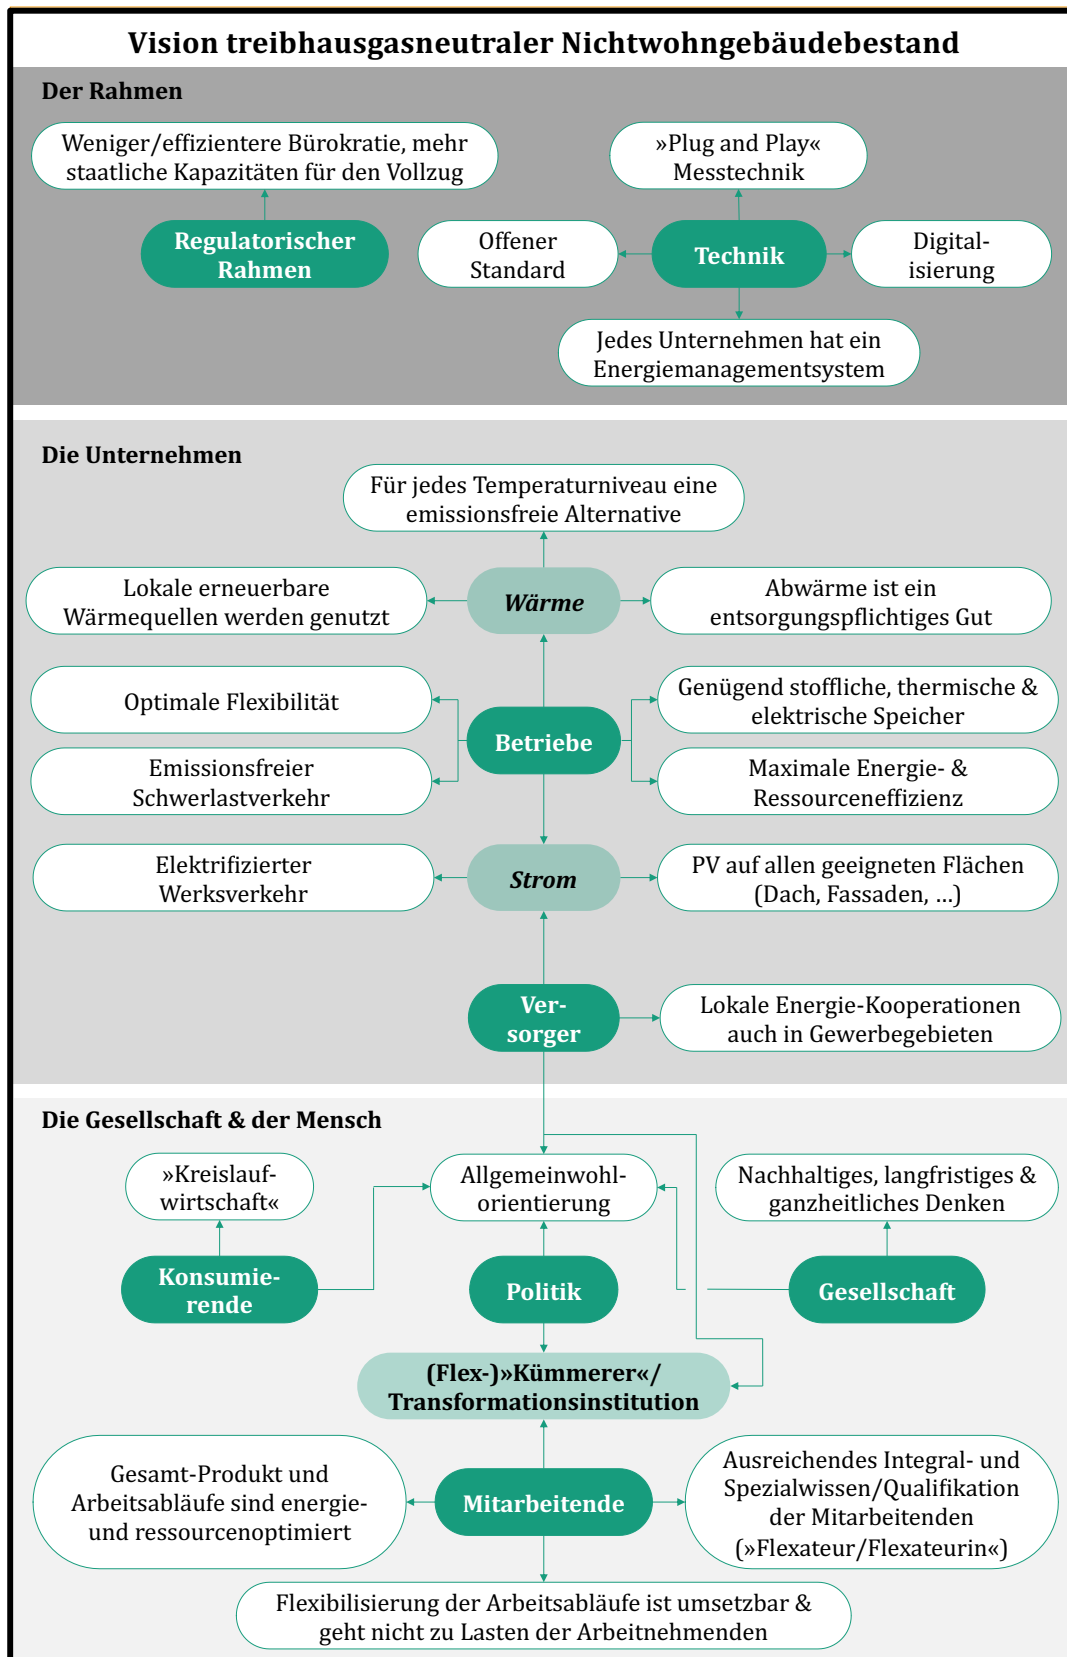 Vision treibhausgasneutraler Nichtwohngebäudebestand
Der Rahmen
Weniger/effizientere Bürokratie, mehr
staatliche Kapazitäten für den Vollzug
»Plug and Play«
Messtechnik
Regulatorischer
Rahmen
Offener
Standard
Technik
Digital-
isierung
Jedes Unternehmen hat ein
Energiemanagementsystem
Die Unternehmen
Für jedes Temperaturniveau eine
emissionsfreie Alternative
Lokale erneuerbare
Wärmequellen werden genutzt
Wärme
Abwärme ist ein
entsorgungspflichtiges Gut
Optimale Flexibilität
Genügend stoffliche, thermische &
elektrische Speicher
Betriebe
Emissionsfreier
Schwerlastverkehr
Maximale Energie- &
Ressourceneffizienz
Elektrifizierter
Werksverkehr
Strom
PV auf allen geeigneten Flächen
(Dach, Fassaden, ...)
Ver-
sorger
Lokale Energie-Kooperationen
auch in Gewerbegebieten
Die Gesellschaft & der Mensch
»Kreislauf-
wirtschaft«
Allgemeinwohl-
orientierung
Nachhaltiges, langfristiges &
ganzheitliches Denken
Konsumie-
rende
Politik
Gesellschaft
(Flex-)»Kümmerer«/
Transformationsinstitution
Gesamt-Produkt und
Arbeitsabläufe sind energie-
und ressourcenoptimiert
Mitarbeitende
Ausreichendes Integral- und
Spezialwissen/Qualifikation
der Mitarbeitenden
(»Flexateur/Flexateurin«)
Flexibilisierung der Arbeitsabläufe ist umsetzbar &
geht nicht zu Lasten der Arbeitnehmenden